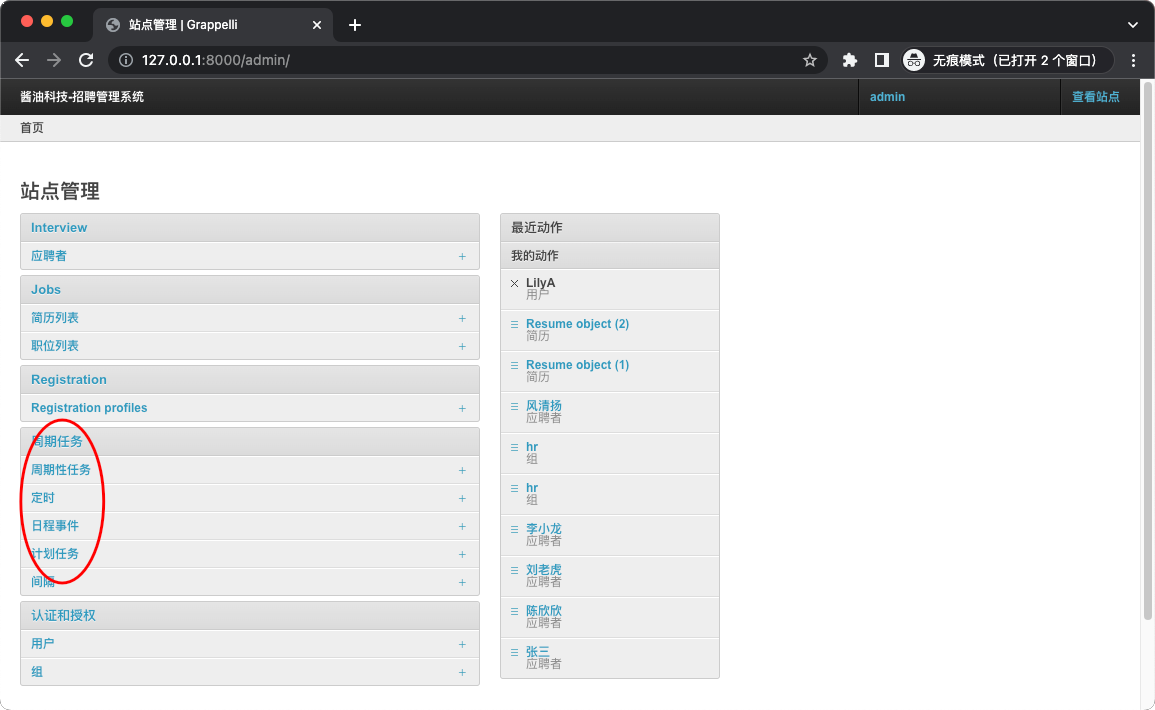 站点管理 | Grappelli
127.0.0.1:8000/admin/
无痕模式（已打开 2 个窗口）
酱油科技-招聘管理系统
admin
查看站点
首页
站点管理
Interview
应聘者
Jobs
简历列表
职位列表
Registration
Registration profiles
周期任务
周期性任务
定时
日程事件
计划任务
间隔
认证和授权
用户
组
最近动作
我的动作
LilyA
用户
Resume object (2)
简历
Resume object (1)
简历
风清扬
应聘者
hr
组
hr
组
李小龙
应聘者
刘老虎
应聘者
陈欣欣
应聘者
张三
应聘者